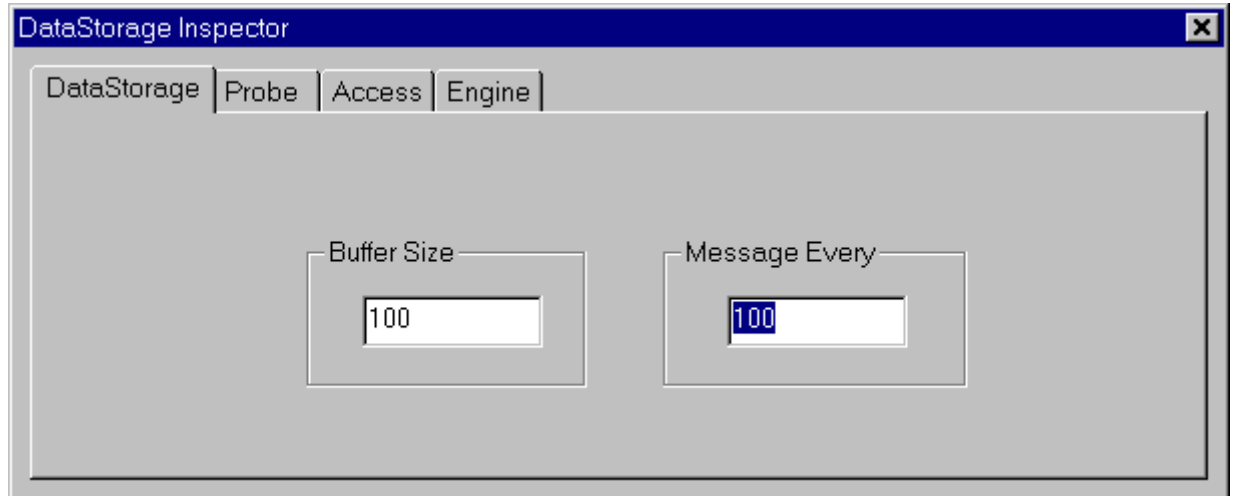 DataStorage Inspector
DataStorage Probe Access Engine
Buffer Size Message Every
100 100